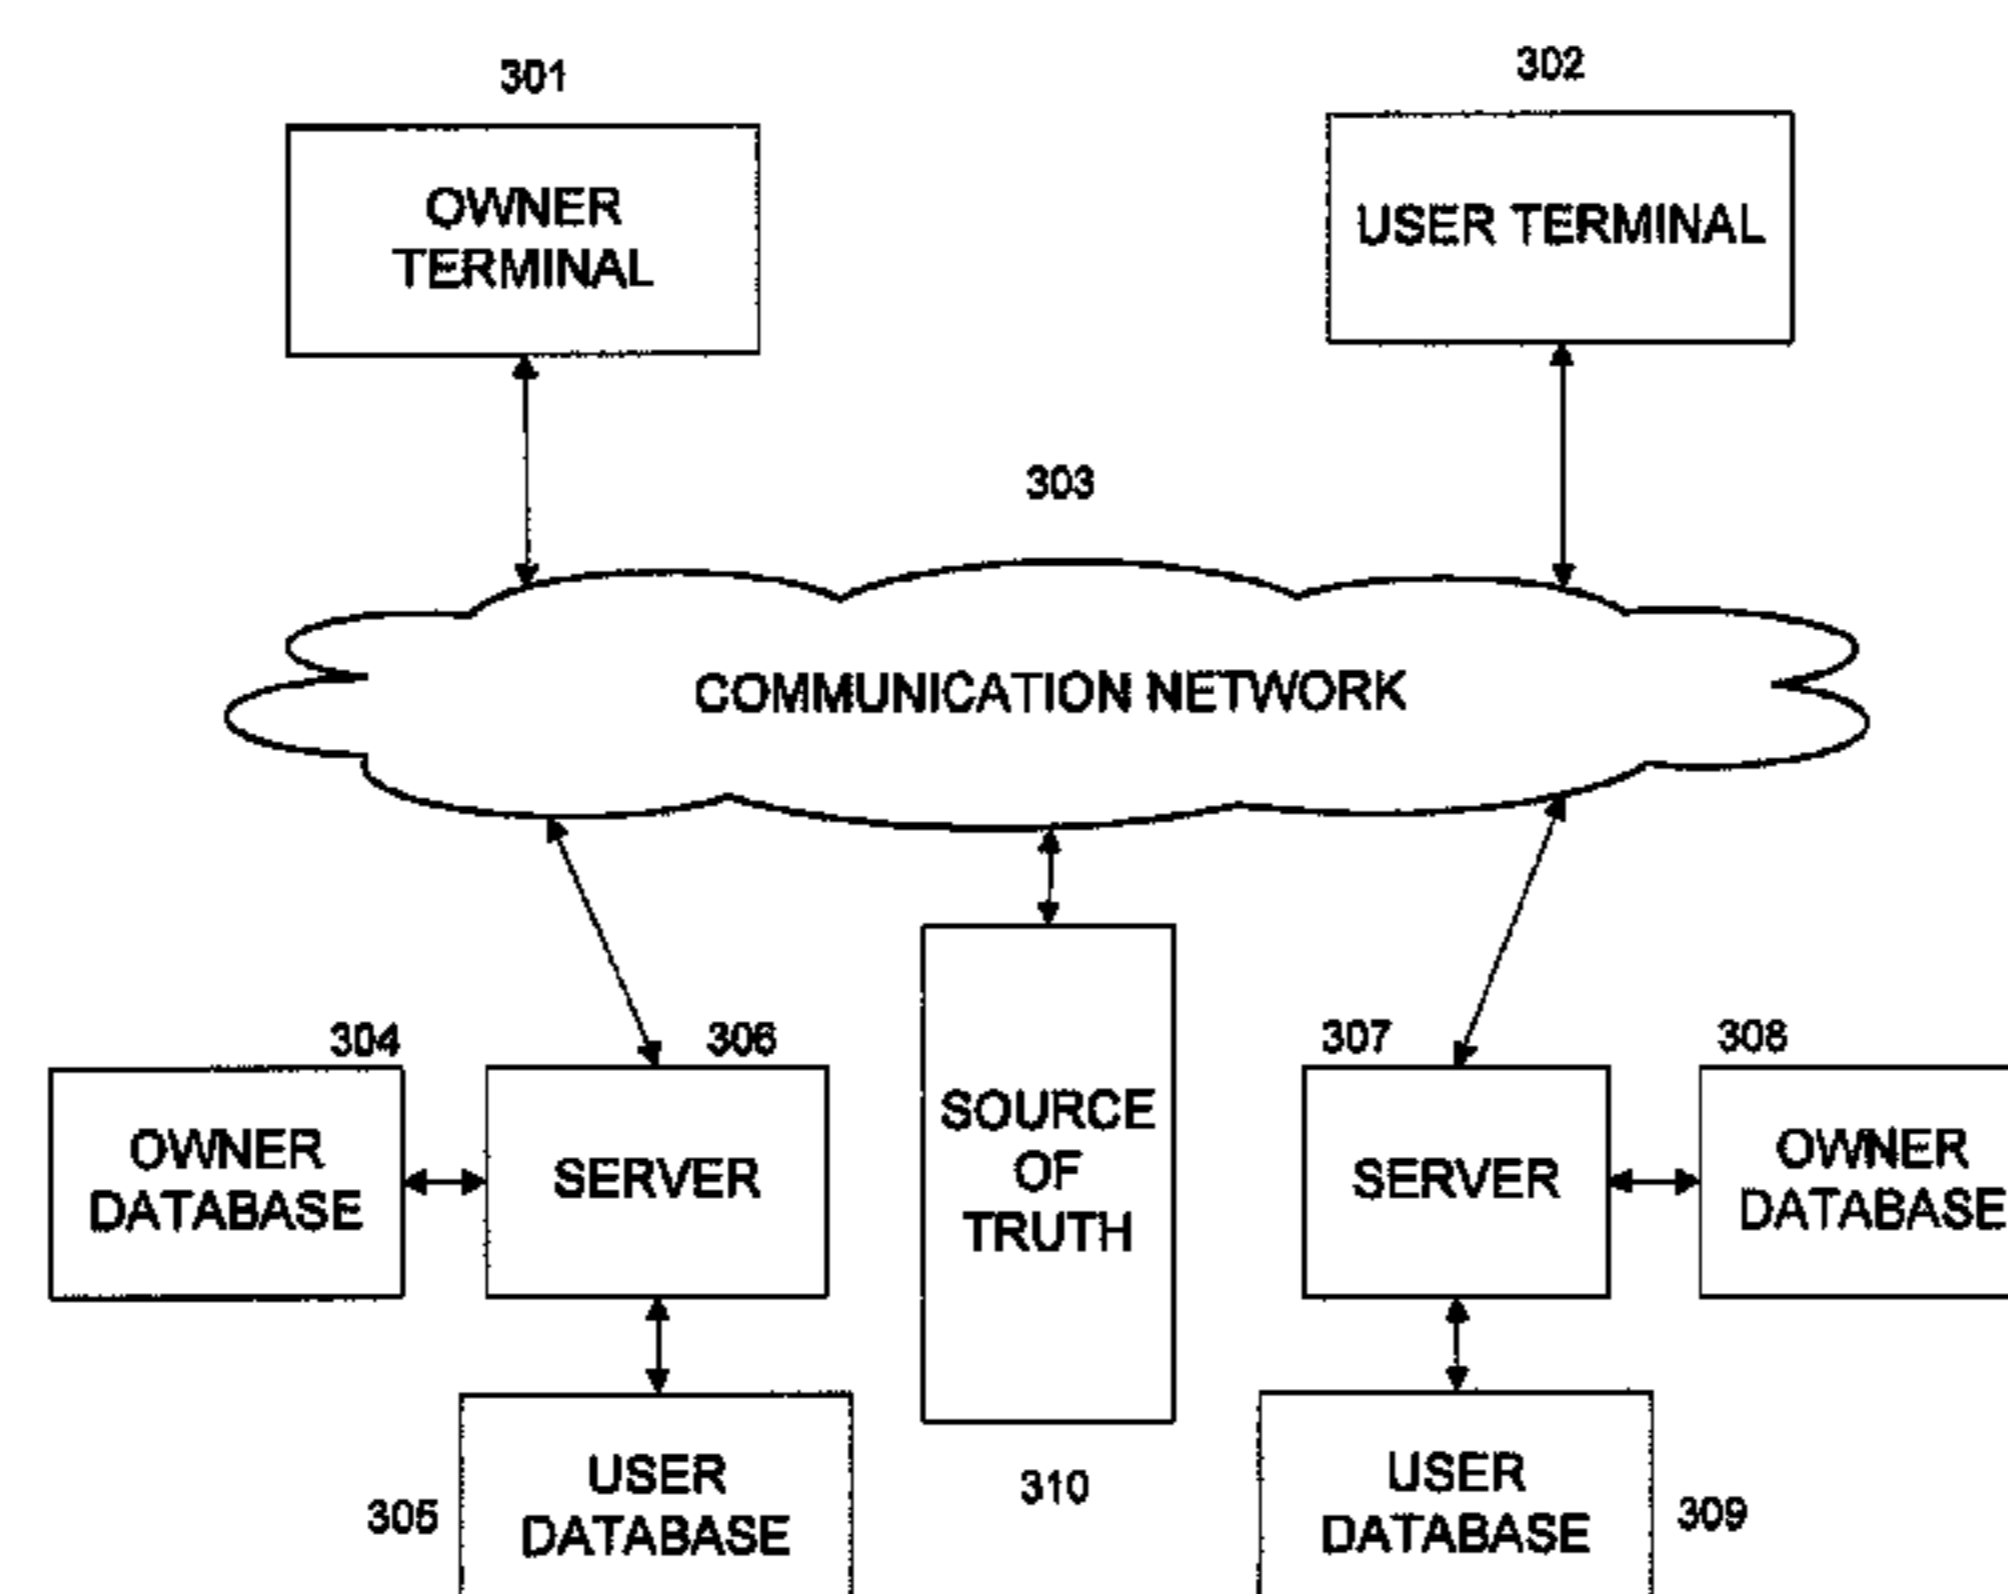 301
302
OWNER
TERMINAL
USER TERMINAL
303
COMMUNICATION NETWORK
304
306
307
308
OWNER
DATABASE
SERVER
SOURCE
OF
TRUTH
SERVER
OWNER
DATABASE
305
USER
DATABASE
310
USER
DATABASE
309